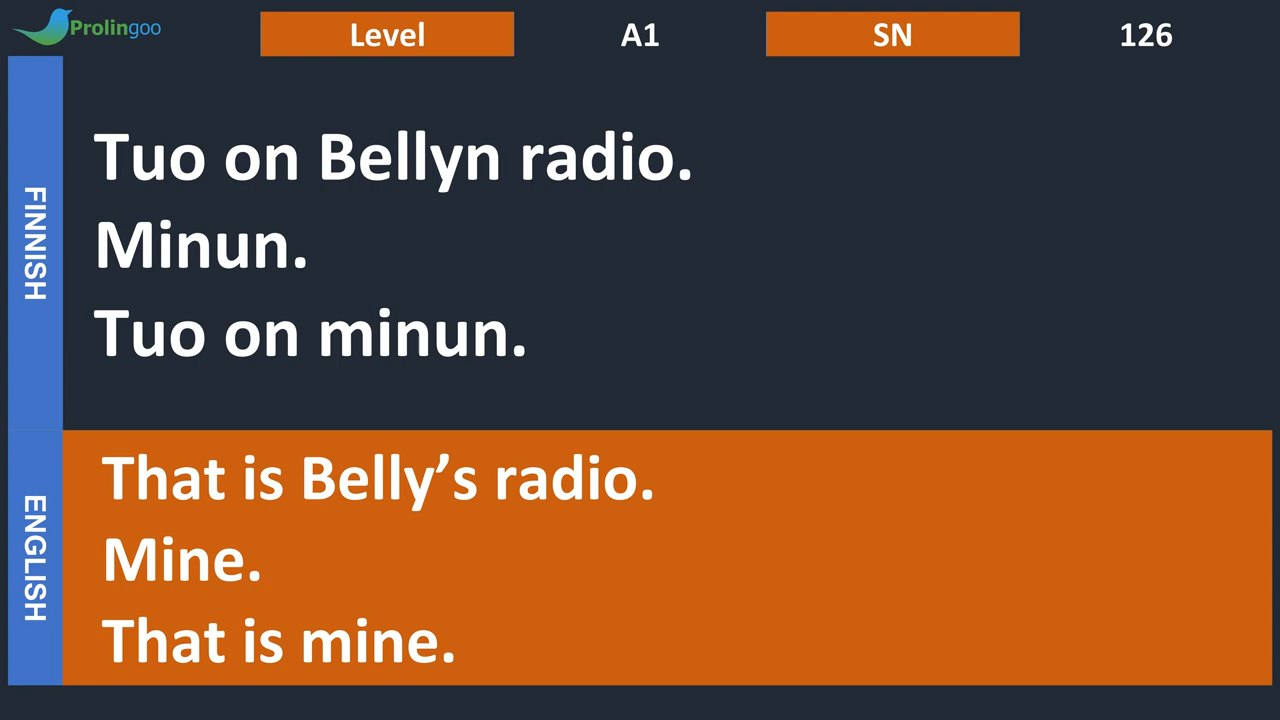 Prolingoo
Level A1 SN 126
FINNISH
Tuo on Bellyn radio.
Minun.
Tuo on minun.
ENGLISH
That is Belly’s radio.
Mine.
That is mine.